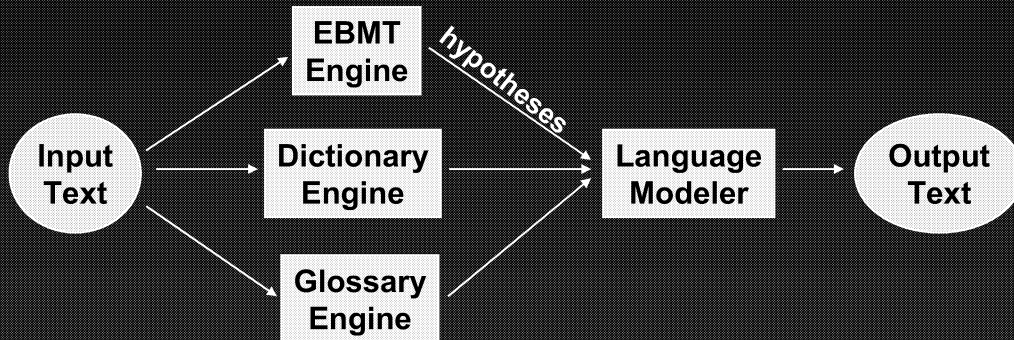 EBMT
Engine
hypotheses
Input
Text
Dictionary
Engine
Language
Modeler
Output
Text
Glossary
Engine